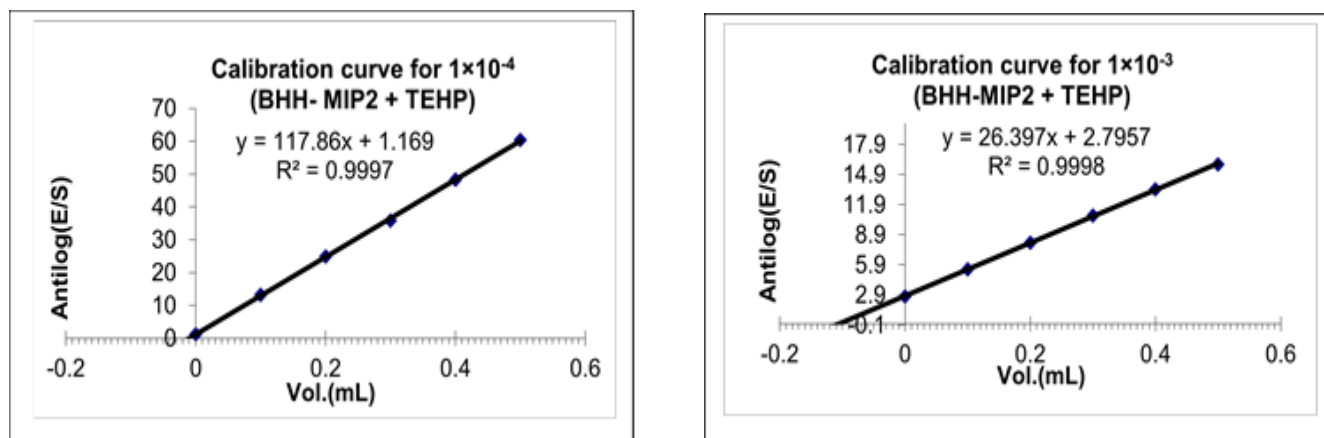 Calibration curve for 1×10⁻⁴
(BHH- MIP2 + TEHP)
y = 117.86x + 1.169
R² = 0.9997
Antilog(E/S)
70
60
50
40
30
20
10
0
-0.2
0
0.2
0.4
0.6
Vol.(mL)
Calibration curve for 1×10⁻³
(BHH-MIP2 + TEHP)
y = 26.397x + 2.7957
R² = 0.9998
Antilog(E/S)
17.9
14.9
11.9
8.9
5.9
2.9
-0.1
-0.2
0
0.2
0.4
0.6
Vol.(mL)